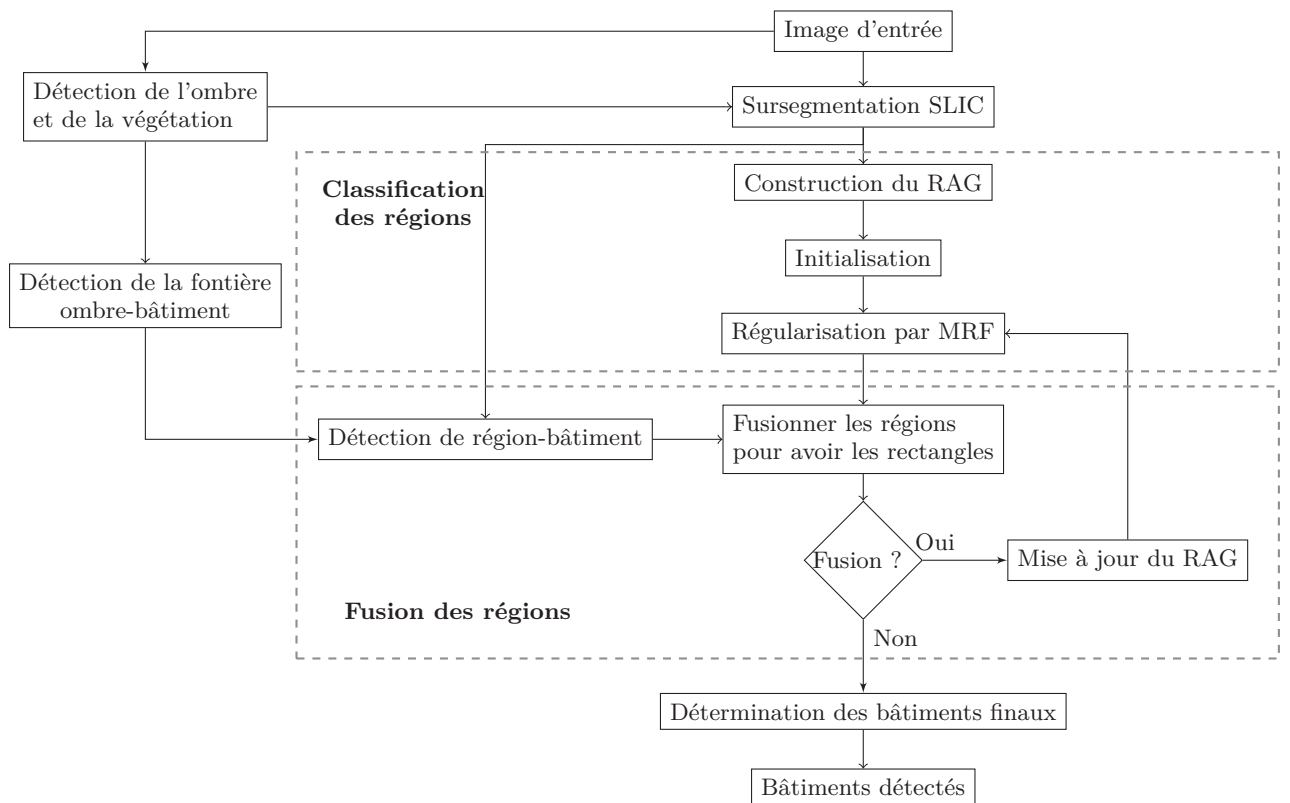 Image d'entrée
Détection de l'ombre
et de la végétation
Sursegmentation SLIC
Classification
des régions
Construction du RAG
Initialisation
Détection de la fontière
ombre-bâtiment
Régularisation par MRF
Détection de région-bâtiment
Fusionner les régions
pour avoir les rectangles
Fusion ?
Oui
Mise à jour du RAG
Fusion des régions
Non
Détermination des bâtiments finaux
Bâtiments détectés